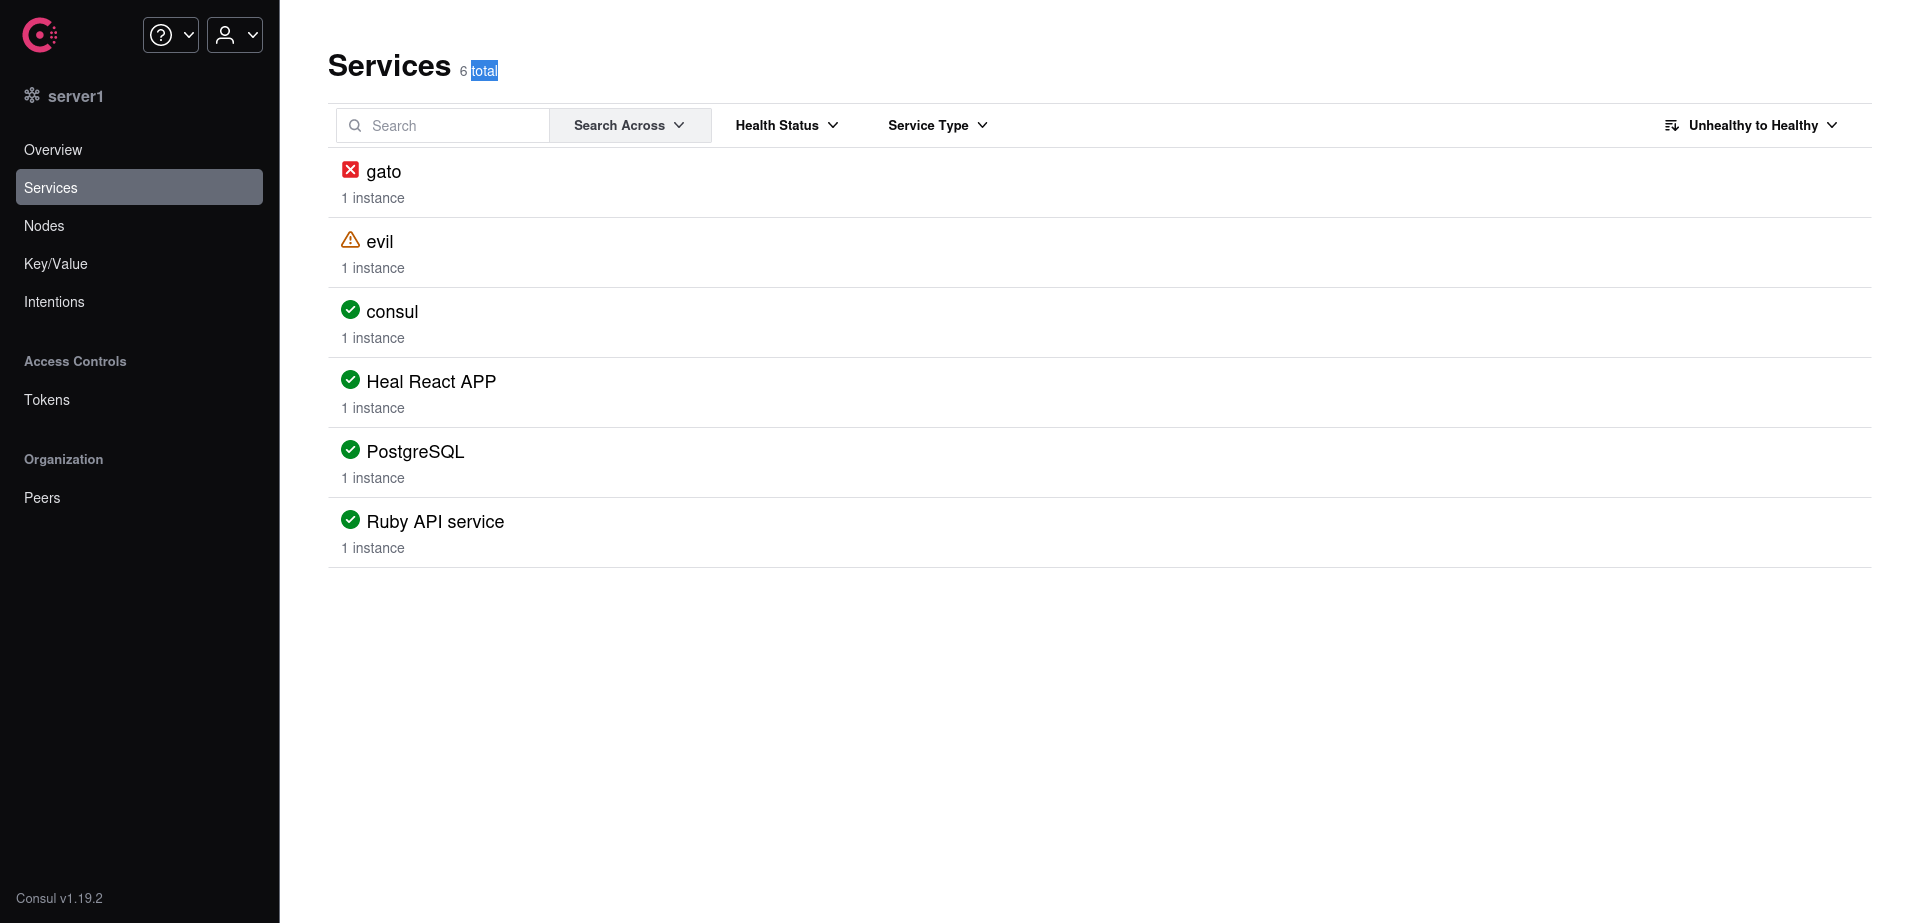 server1
Overview
Services
Nodes
Key/Value
Intentions
Access Controls
Tokens
Organization
Peers
Consul v1.19.2
Services 6 total
Search Search Across Health Status Service Type Unhealthy to Healthy
gato
1 instance
evil
1 instance
consul
1 instance
Heal React APP
1 instance
PostgreSQL
1 instance
Ruby API service
1 instance